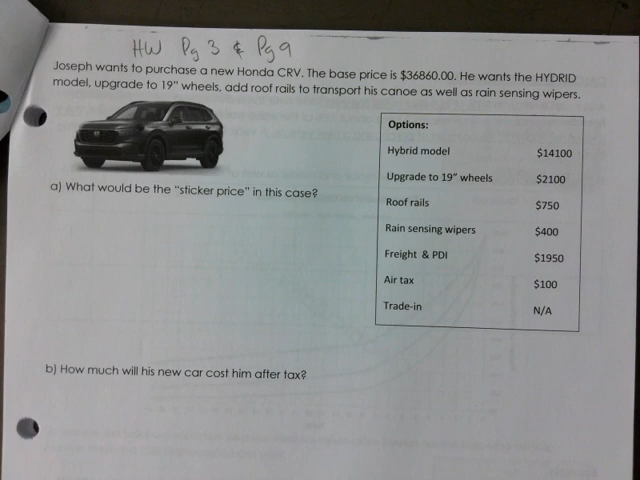 HW Pg 3 & Pg 9
Joseph wants to purchase a new Honda CRV. The base price is $36860.00. He wants the HYDRID
model, upgrade to 19" wheels, add roof rails to transport his canoe as well as rain sensing wipers.
Options:
Hybrid model $14100
Upgrade to 19" wheels $2100
Roof rails $750
Rain sensing wipers $400
Freight & PDI $1950
Air tax $100
Trade-in N/A
a) What would be the "sticker price" in this case?
b) How much will his new car cost him after tax?